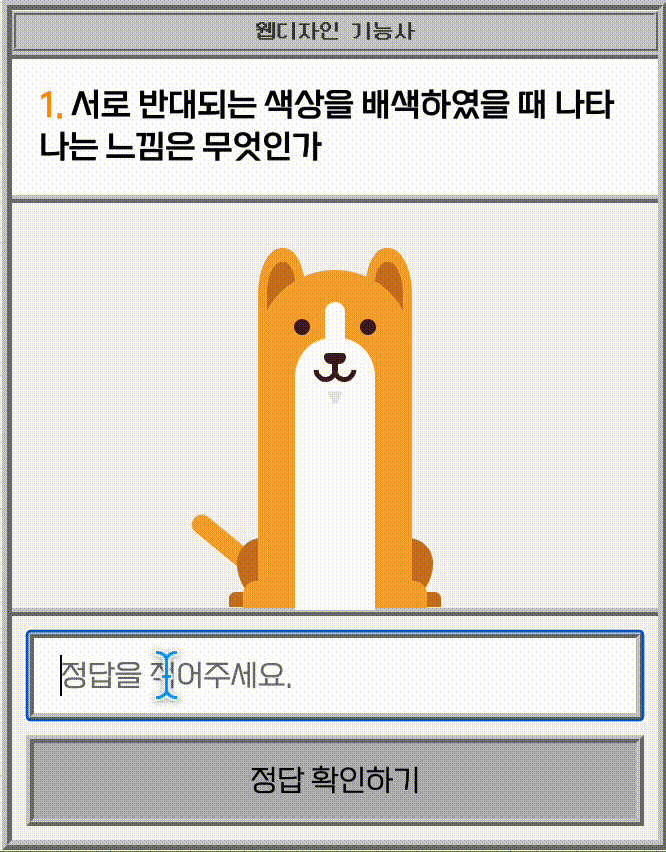 웹디자인 기능사
1. 서로 반대되는 색상을 배색하였을 때 나타
나는 느낌은 무엇인가
정답을 적어주세요.
정답 확인하기